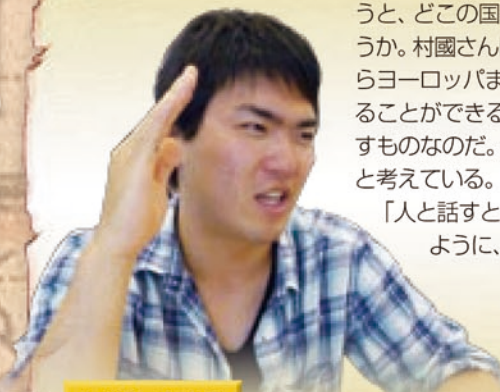 うと、どこの国
うか。村國さん
らヨーロッパま
ることができる
すものなのだ。
と考えている。
「人と話すと
ように、